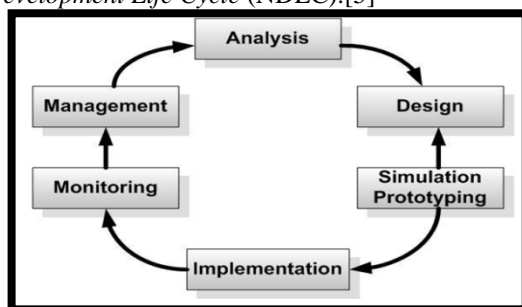 evelopment Life Cycle (NDLC).[5]
Analysis
Management
Design
Monitoring
Simulation
Prototyping
Implementation